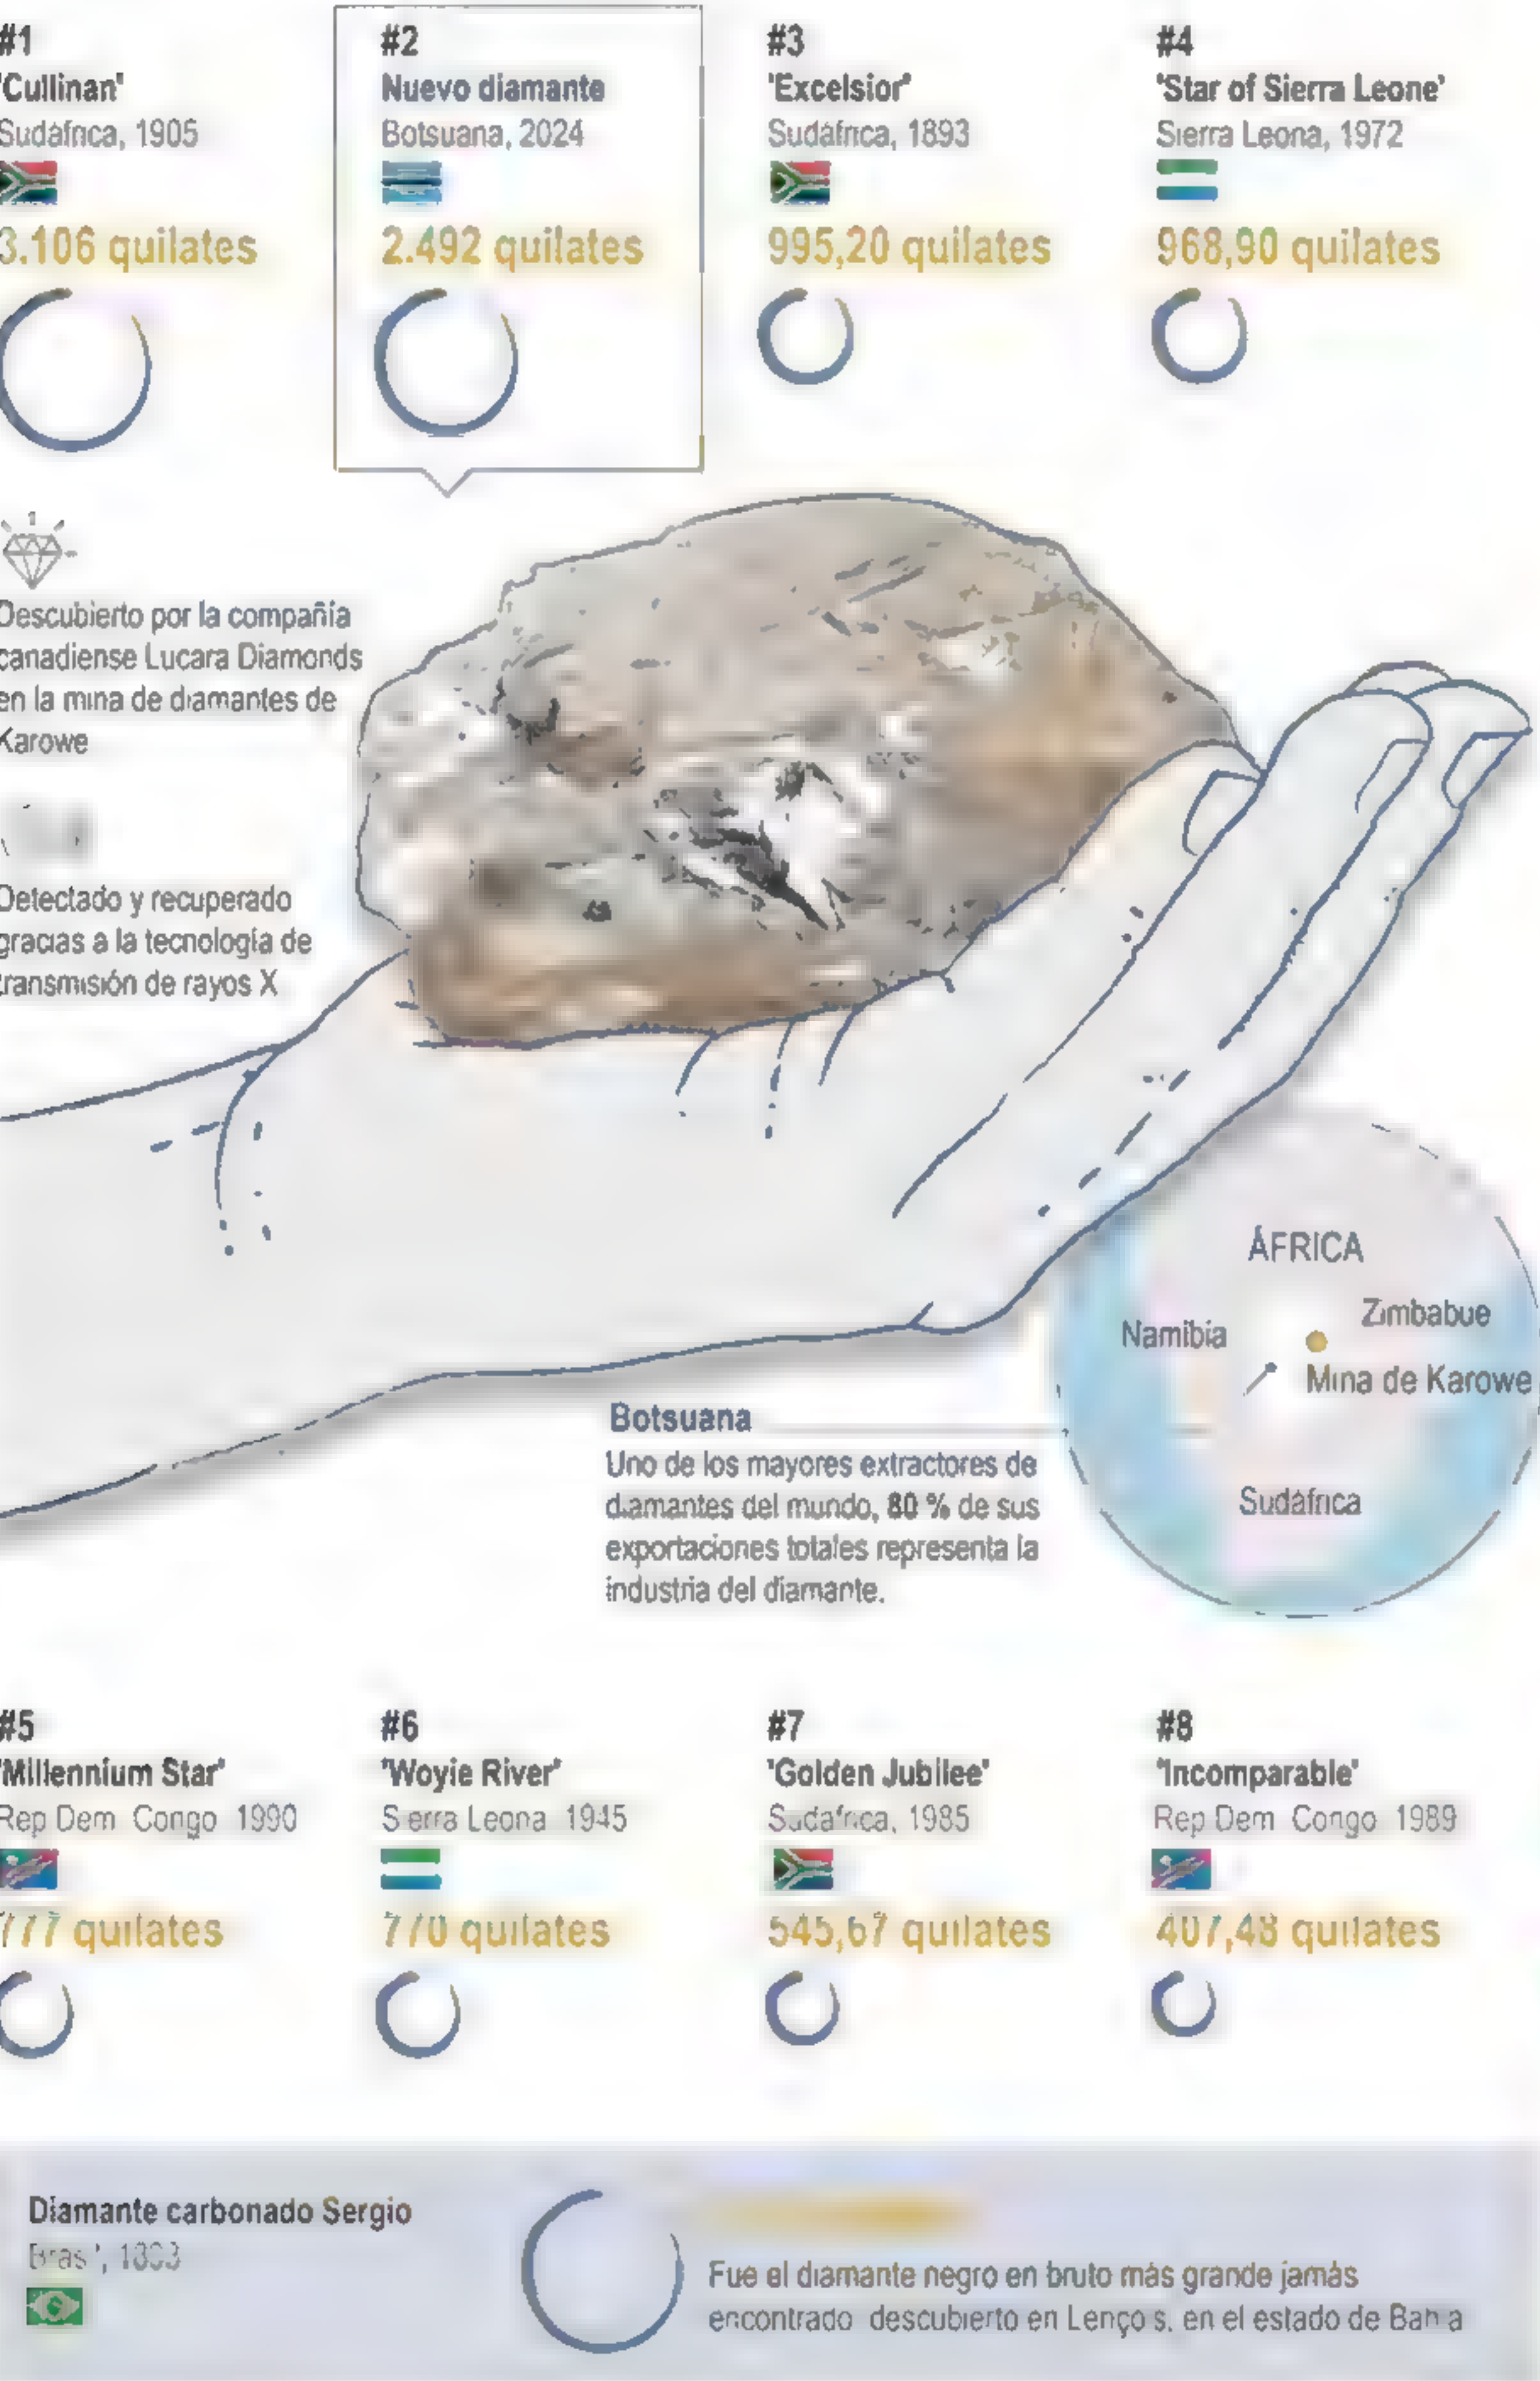 #1
'Cullinan'
Sudáfrica, 1905
3.106 quilates
#2
Nuevo diamante
Botsuana, 2024
2.492 quilates
#3
'Excelsior'
Sudáfrica, 1893
995,20 quilates
#4
'Star of Sierra Leone'
Sierra Leona, 1972
968,90 quilates
Descubierto por la compañía
canadiense Lucara Diamonds
en la mina de diamantes de
Karowe
Detectado y recuperado
gracias a la tecnología de
transmisión de rayos X
ÁFRICA
Zimbabue
Namibia
Mina de Karowe
Sudáfrica
Botsuana
Uno de los mayores extractores de
diamantes del mundo, 80 % de sus
exportaciones totales representa la
industria del diamante.
#5
'Millennium Star'
Rep Dem Congo 1990
777 quilates
#6
'Woyie River'
Sierra Leona 1945
770 quilates
#7
'Golden Jubilee'
Sudáfrica, 1985
545,67 quilates
#8
'Incomparable'
Rep Dem Congo 1989
407,48 quilates
Diamante carbonado Sergio
Brasil,
Fue el diamante negro en bruto más grande jamás
encontrado descubierto en Lençois, en el estado de Bahia